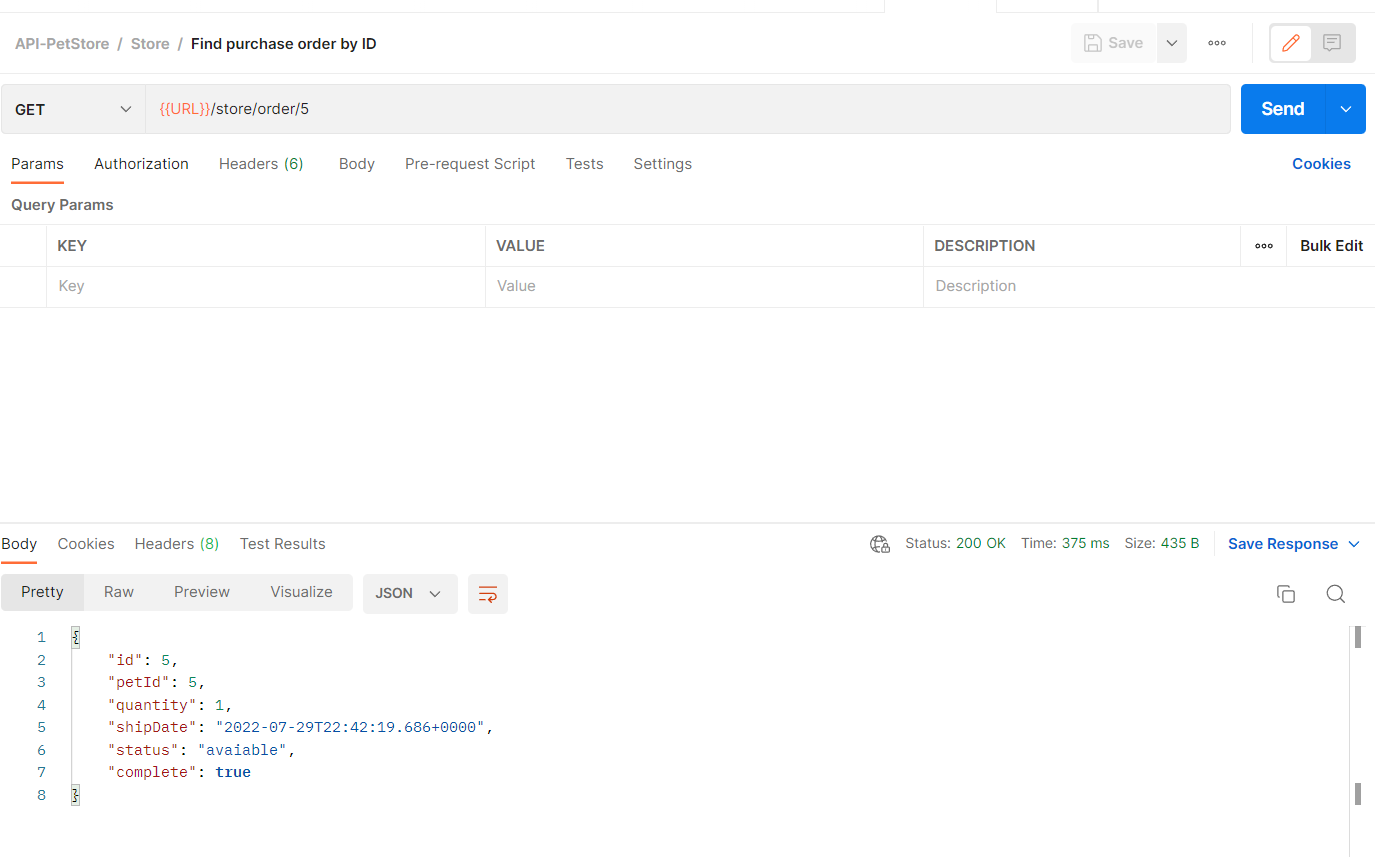 API-PetStore / Store / Find purchase order by ID
Save
GET
{{URL}}/store/order/5
Send
Params Authorization Headers (6) Body Pre-request Script Tests Settings Cookies
Query Params
KEY VALUE DESCRIPTION Bulk Edit
Key Value Description
Body Cookies Headers (8) Test Results Status: 200 OK Time: 375 ms Size: 435 B Save Response
Pretty Raw Preview Visualize JSON
1 {
2 "id": 5,
3 "petId": 5,
4 "quantity": 1,
5 "shipDate": "2022-07-29T22:42:19.686+0000",
6 "status": "avaiable",
7 "complete": true
8 }